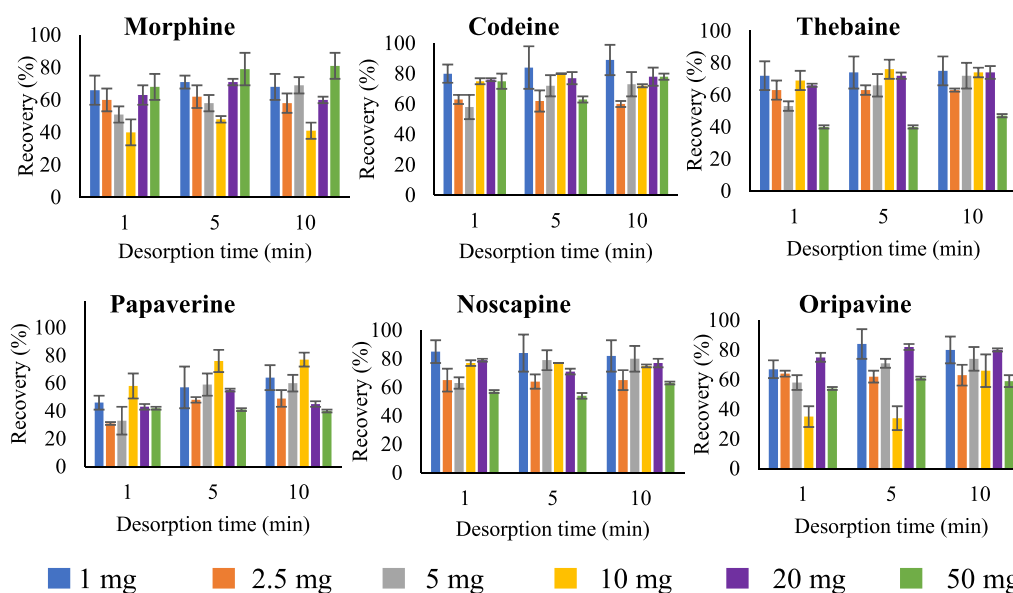 Morphine
100
80
60
40
20
0
Recovery (%)
1 5 10
Desorption time (min)
Codeine
100
80
60
40
20
0
Recovery (%)
1 5 10
Desorption time (min)
Thebaine
100
80
60
40
20
0
Recovery (%)
1 5 10
Desorption time (min)
Papaverine
100
80
60
40
20
0
Recovery (%)
1 5 10
Desorption time (min)
Noscapine
100
80
60
40
20
0
Recovery (%)
1 5 10
Desorption time (min)
Oripavine
100
80
60
40
20
0
Recovery (%)
1 5 10
Desorption time (min)
1 mg 2.5 mg 5 mg 10 mg 20 mg 50 mg